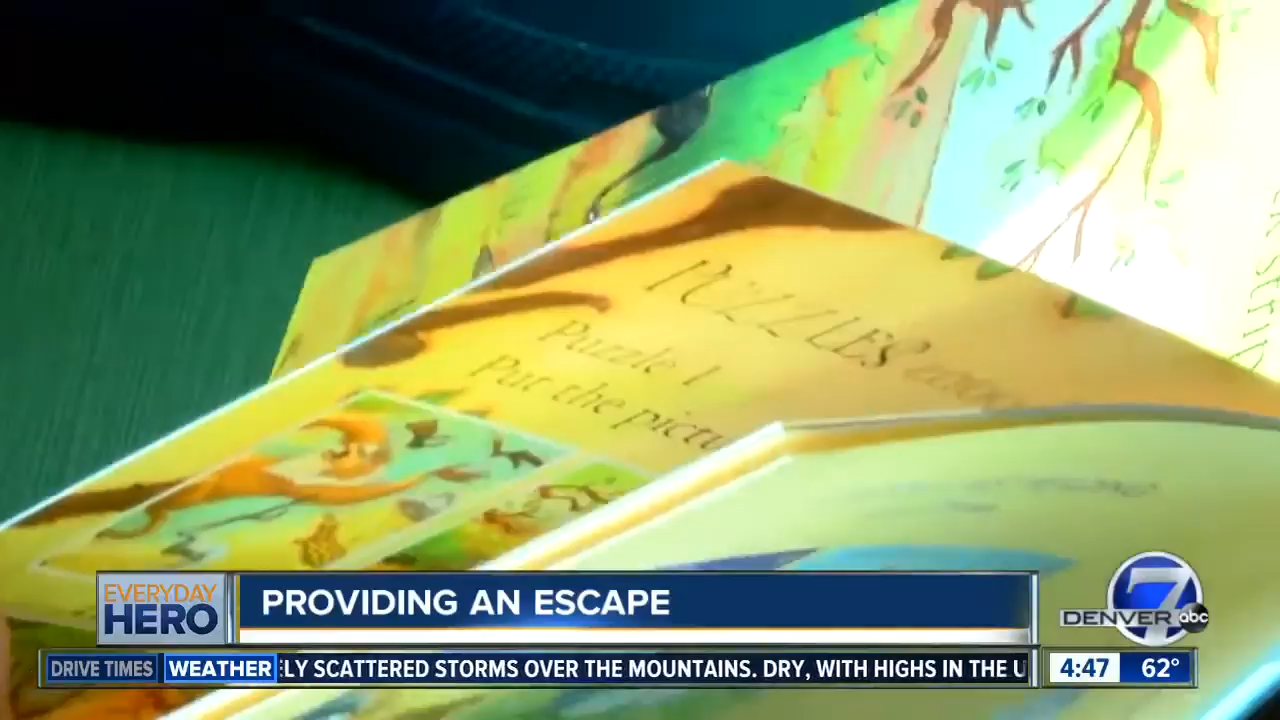 PUZZLES
Puzzle 1
Put the pictu
EVERYDAY
HERO
PROVIDING AN ESCAPE
7
DENVER abc
DRIVE TIMES
WEATHER
ELY SCATTERED STORMS OVER THE MOUNTAINS. DRY, WITH HIGHS IN THE U
4:47
62°